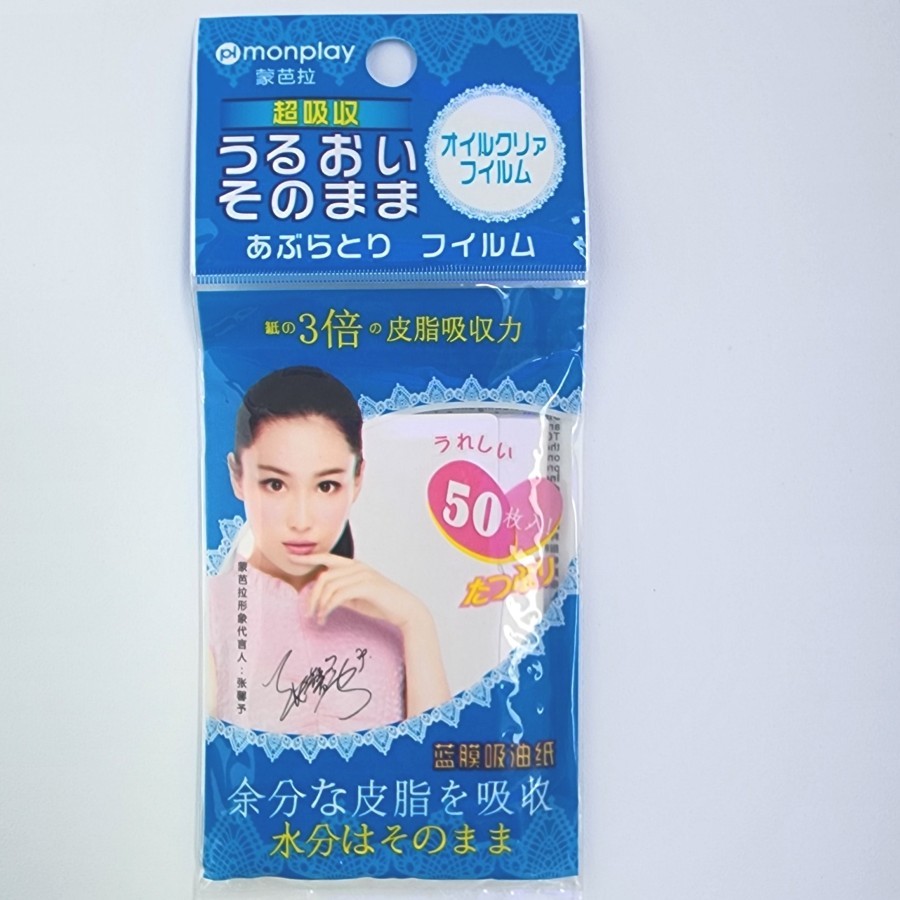 monplay
蒙芭拉
超吸収
うるおい
そのまま
オイルクリァ
フイルム
あぶらとり フイルム
紙の3倍の皮脂吸収力
うれしい
50枚入
たっぷり
蒙芭拉形象代言人:张馨予
蓝膜吸油纸
余分な皮脂を吸収
水分はそのまま